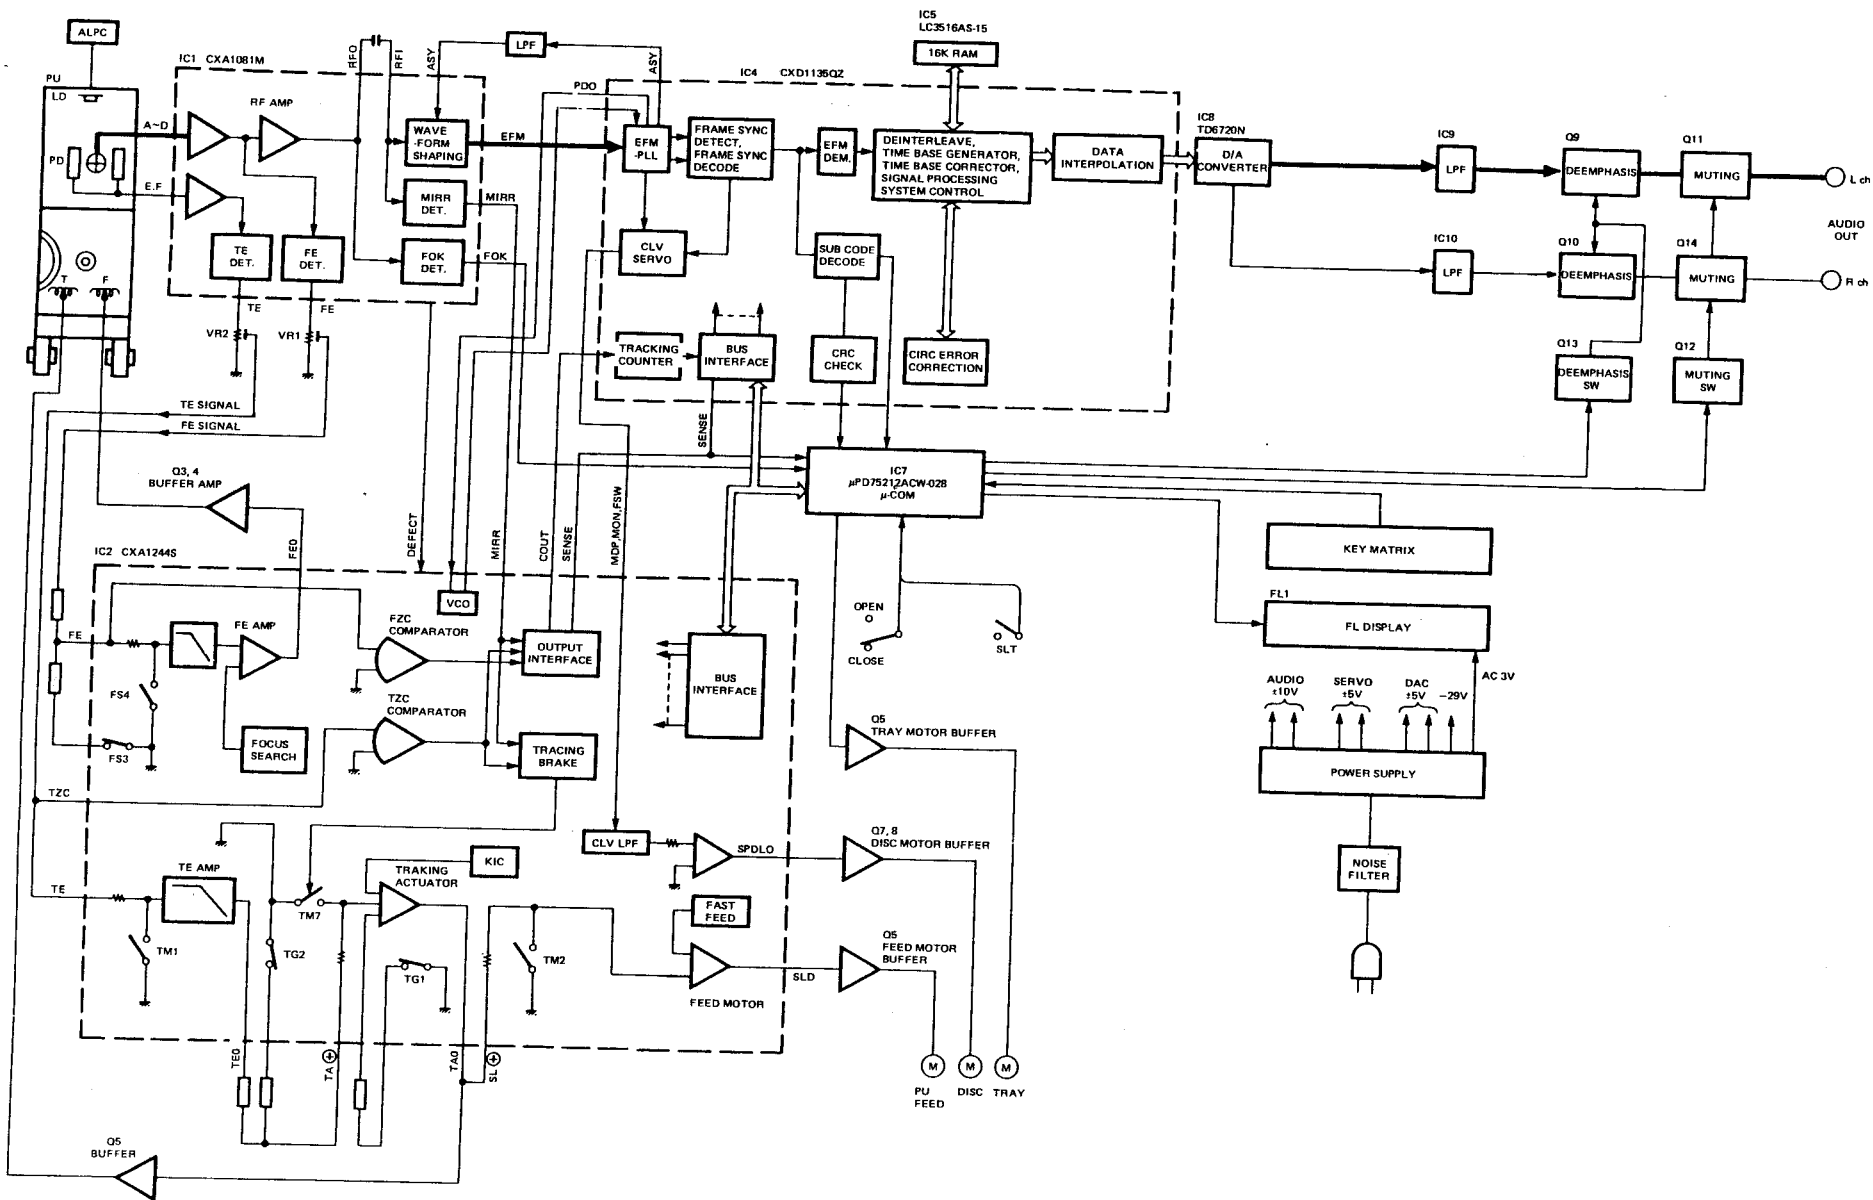 ALPC
PU
LD
PD
A~D
E.F
T
F
IC1 CXA1081M
RF AMP
TE
DET.
FE
DET.
RFO
RFI
ASY
LPF
ASY
WAVE
-FORM
SHAPING
MIRR
DET.
FOK
DET.
EFM
MIRR
FOK
TE
FE
VR2
VR1
TE SIGNAL
FE SIGNAL
IC4 CXD1135QZ
PDO
EFM
-PLL
FRAME SYNC
DETECT,
FRAME SYNC
DECODE
CLV
SERVO
EFM
DEM.
SUB CODE
DECODE
TRACKING
COUNTER
BUS
INTERFACE
CRC
CHECK
IC5
LC3516AS-15
16K RAM
DEINTERLEAVE,
TIME BASE GENERATOR,
TIME BASE CORRECTOR,
SIGNAL PROCESSING
SYSTEM CONTROL
CIRC ERROR
CORRECTION
DATA
INTERPOLATION
IC8
TD6720N
D/A
CONVERTER
IC9
LPF
IC10
LPF
Q9
DEEMPHASIS
Q10
DEEMPHASIS
Q11
MUTING
Q14
MUTING
L ch
AUDIO
OUT
R ch
Q13
DEEMPHASIS
SW
Q12
MUTING
SW
SENSE
IC7
μPD75212ACW-028
μ-COM
Q3, 4
BUFFER AMP
FEO
DEFECT
MIRR
COUT
SENSE
MDP,MON,FSW
IC2 CXA1244S
VCO
FE
FE AMP
FS4
FS3
FOCUS
SEARCH
FZC
COMPARATOR
TZC
COMPARATOR
OUTPUT
INTERFACE
TRACING
BRAKE
BUS
INTERFACE
OPEN
CLOSE
SLT
KEY MATRIX
FL1
FL DISPLAY
AUDIO
±10V
SERVO
±5V
DAC
±5V
-29V
AC 3V
POWER SUPPLY
NOISE
FILTER
TZC
TE
TE AMP
TM1
TG2
TM7
TRAKING
ACTUATOR
KIC
TG1
TM2
CLV LPF
SPDLO
FAST
FEED
FEED MOTOR
SLD
Q5
TRAY MOTOR BUFFER
Q7, 8
DISC MOTOR BUFFER
Q5
FEED MOTOR
BUFFER
TEO
TA ⊕
TAO
SL ⊕
M
M
M
PU
FEED
DISC
TRAY
Q5
BUFFER